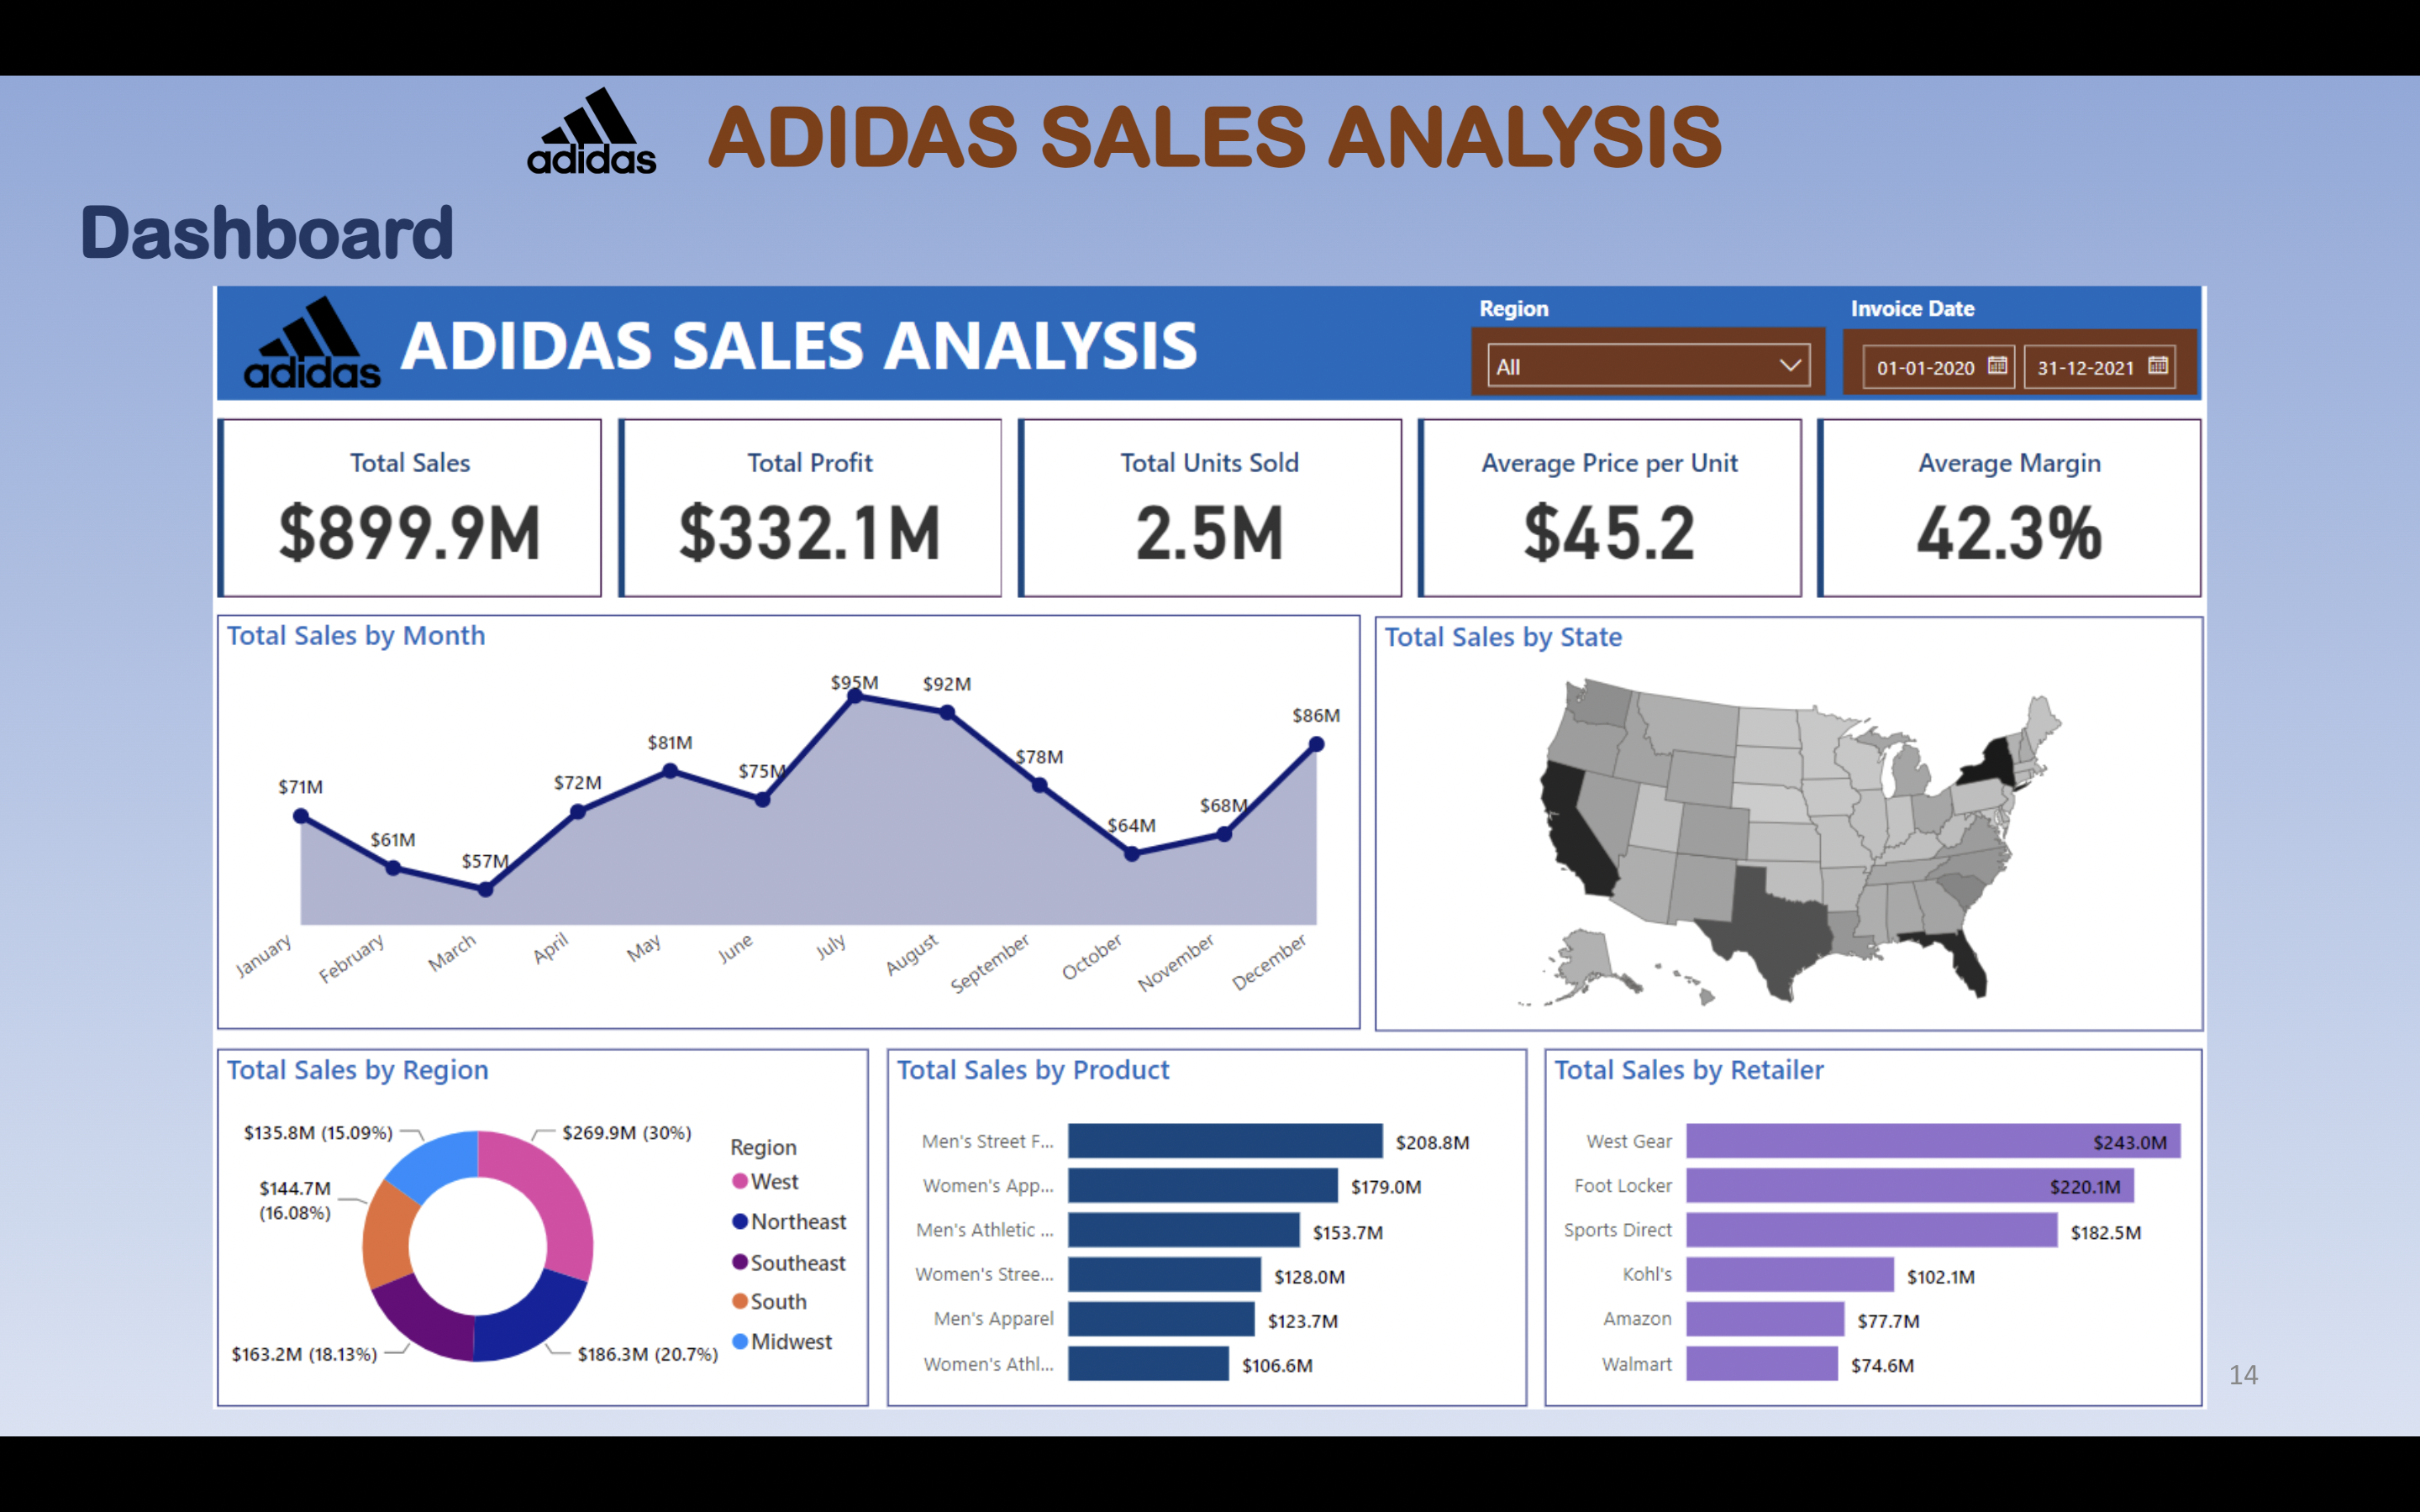 adidas
ADIDAS SALES ANALYSIS
Dashboard
adidas
ADIDAS SALES ANALYSIS
Region
All
Invoice Date
01-01-2020
31-12-2021
Total Sales
$899.9M
Total Profit
$332.1M
Total Units Sold
2.5M
Average Price per Unit
$45.2
Average Margin
42.3%
Total Sales by Month
$71M
$61M
$57M
$72M
$81M
$75M
$95M
$92M
$78M
$64M
$68M
$86M
January
February
March
April
May
June
July
August
September
October
November
December
Total Sales by State
Total Sales by Region
$135.8M (15.09%)
$269.9M (30%)
$144.7M
(16.08%)
$163.2M (18.13%)
$186.3M (20.7%)
Region
West
Northeast
Southeast
South
Midwest
Total Sales by Product
Men's Street F... $208.8M
Women's App... $179.0M
Men's Athletic ... $153.7M
Women's Stree... $128.0M
Men's Apparel $123.7M
Women's Athl... $106.6M
Total Sales by Retailer
West Gear $243.0M
Foot Locker $220.1M
Sports Direct $182.5M
Kohl's $102.1M
Amazon $77.7M
Walmart $74.6M
14